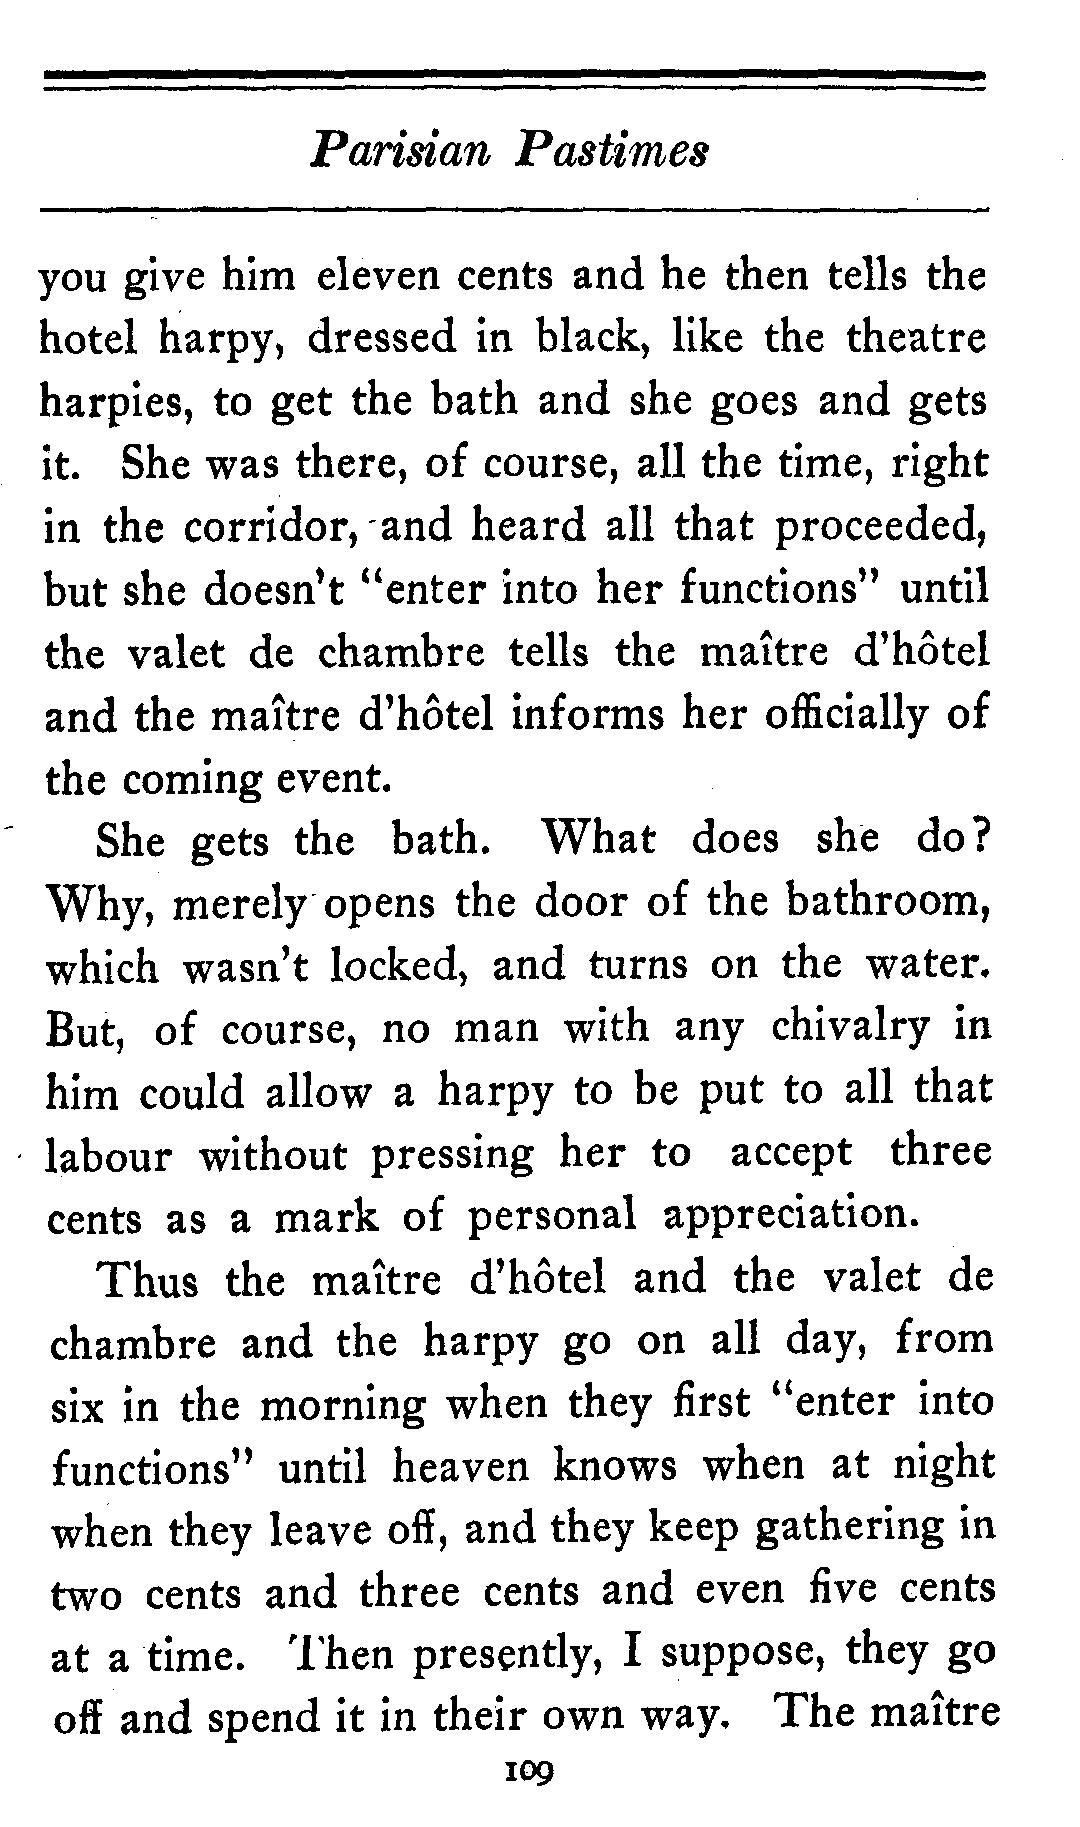 Parisian Pastimes
you give him eleven cents and he then tells the
hotel harpy, dressed in black, like the theatre
harpies, to get the bath and she goes and gets
it. She was there, of course, all the time, right
in the corridor, and heard all that proceeded,
but she doesn't "enter into her functions" until
the valet de chambre tells the maître d'hôtel
and the maître d'hôtel informs her officially of
the coming event.
She gets the bath. What does she do?
Why, merely opens the door of the bathroom,
which wasn't locked, and turns on the water.
But, of course, no man with any chivalry in
him could allow a harpy to be put to all that
labour without pressing her to accept three
cents as a mark of personal appreciation.
Thus the maître d'hôtel and the valet de
chambre and the harpy go on all day, from
six in the morning when they first "enter into
functions" until heaven knows when at night
when they leave off, and they keep gathering in
two cents and three cents and even five cents
at a time. Then presently, I suppose, they go
off and spend it in their own way. The maître
109